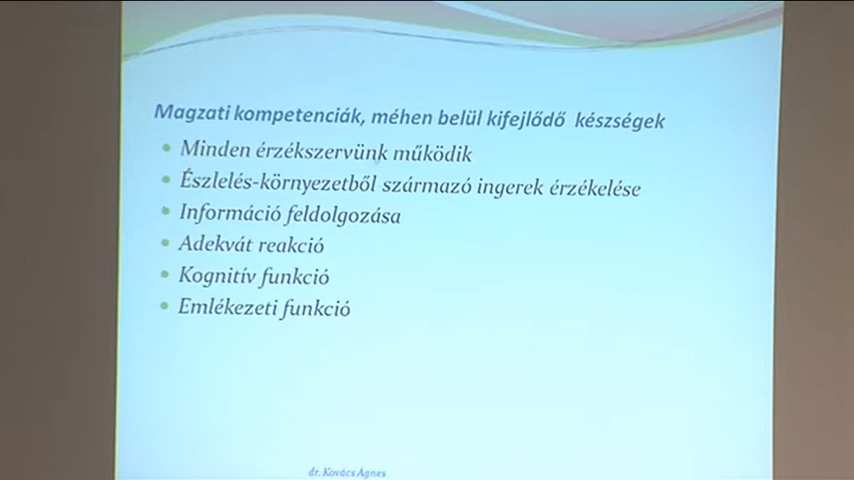 Magzati kompetenciák, méhen belül kifejlődő készségek
Minden érzékszervünk működik
Észlelés-környezetből származó ingerek érzékelése
Információ feldolgozása
Adekvát reakció
Kognitív funkció
Emlékezeti funkció
dr. Kovács Ágnes